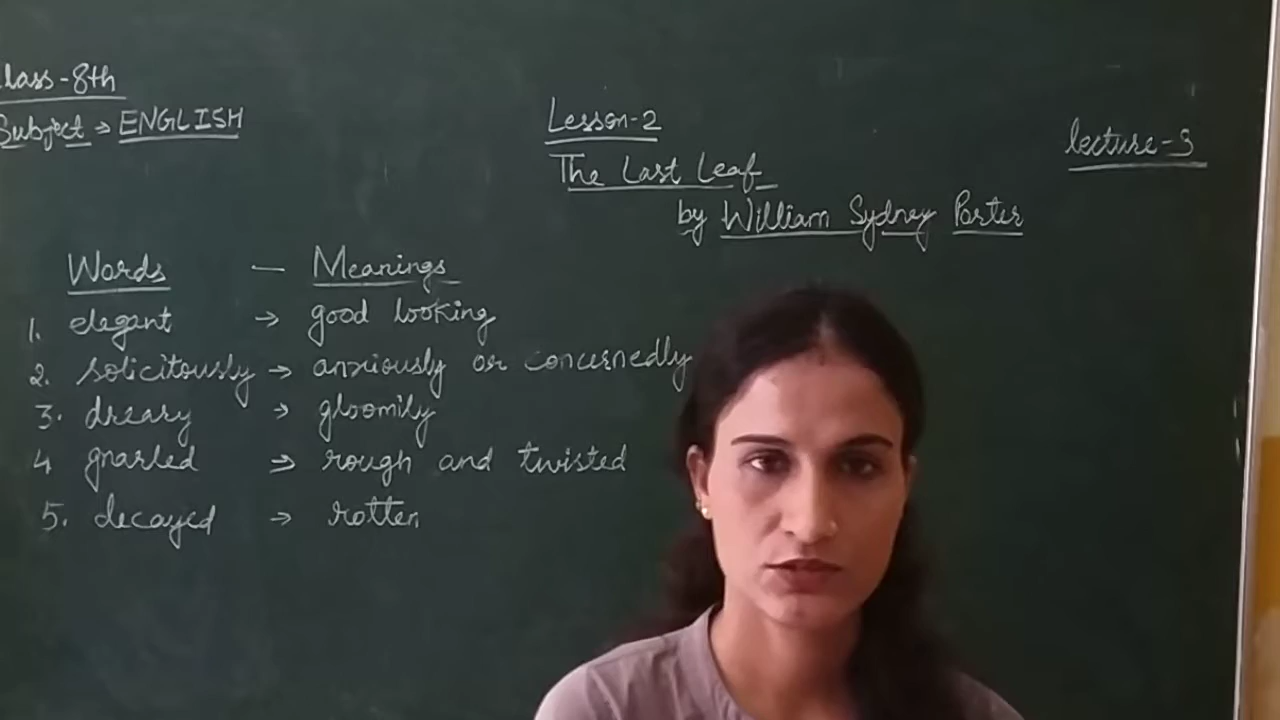 lass-8th
Subject → ENGLISH
Lesson-2
The Last Leaf
by William Sydney Porter
lecture-3
Words — Meanings
1. elegant → good looking
2. solicitously → anxiously or concernedly
3. dreary → gloomily
4 gnarled → rough and twisted
5. decayed → rotten